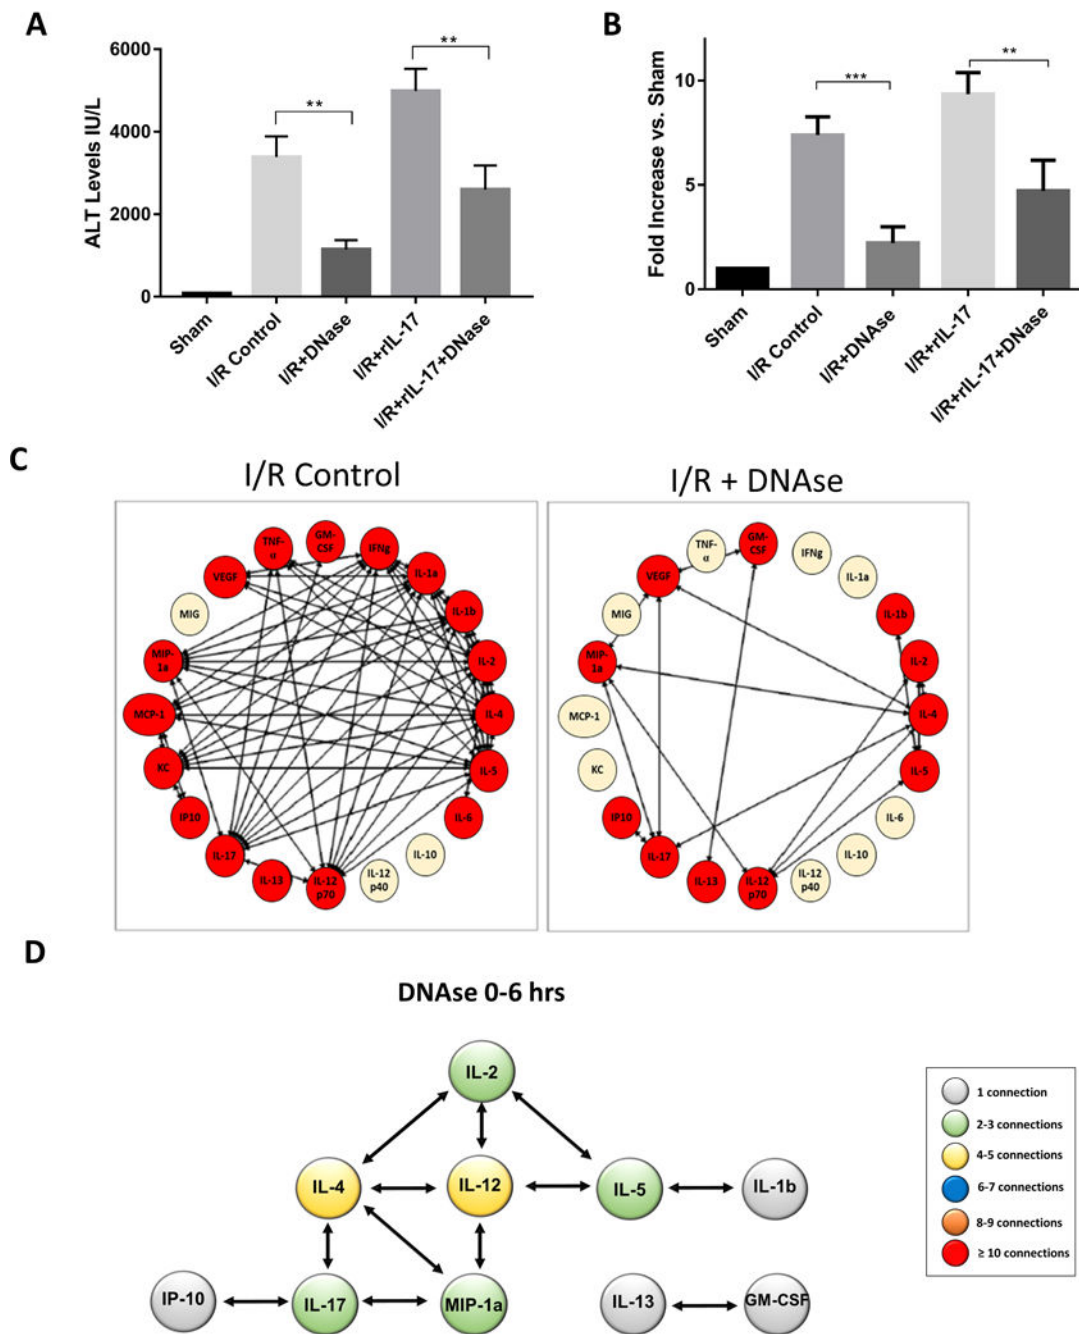 A
B
6000
4000
2000
0
ALT Levels IU/L
**
**
Sham
I/R Control
I/R+DNase
I/R+rIL-17
I/R+rIL-17+DNase
10
5
0
Fold Increase vs. Sham
***
**
Sham
I/R Control
I/R+DNAse
I/R+rIL-17
I/R+rIL-17+DNase
C
I/R Control
I/R + DNAse
TNF-
α
GM-
CSF
IFNg
IL-1a
IL-1b
IL-2
IL-4
IL-5
IL-6
IL-10
IL-12
p40
IL-12
p70
IL-13
IL-17
IP10
KC
MCP-1
MIP-
1a
MIG
VEGF
TNF-
α
GM-
CSF
IFNg
IL-1a
IL-1b
IL-2
IL-4
IL-5
IL-6
IL-10
IL-12
p40
IL-12
p70
IL-13
IL-17
IP10
KC
MCP-1
MIP-
1a
MIG
VEGF
D
DNAse 0-6 hrs
IL-2
IL-4
IL-12
IL-5
IL-1b
IP-10
IL-17
MIP-1a
IL-13
GM-CSF
1 connection
2-3 connections
4-5 connections
6-7 connections
8-9 connections
≥ 10 connections